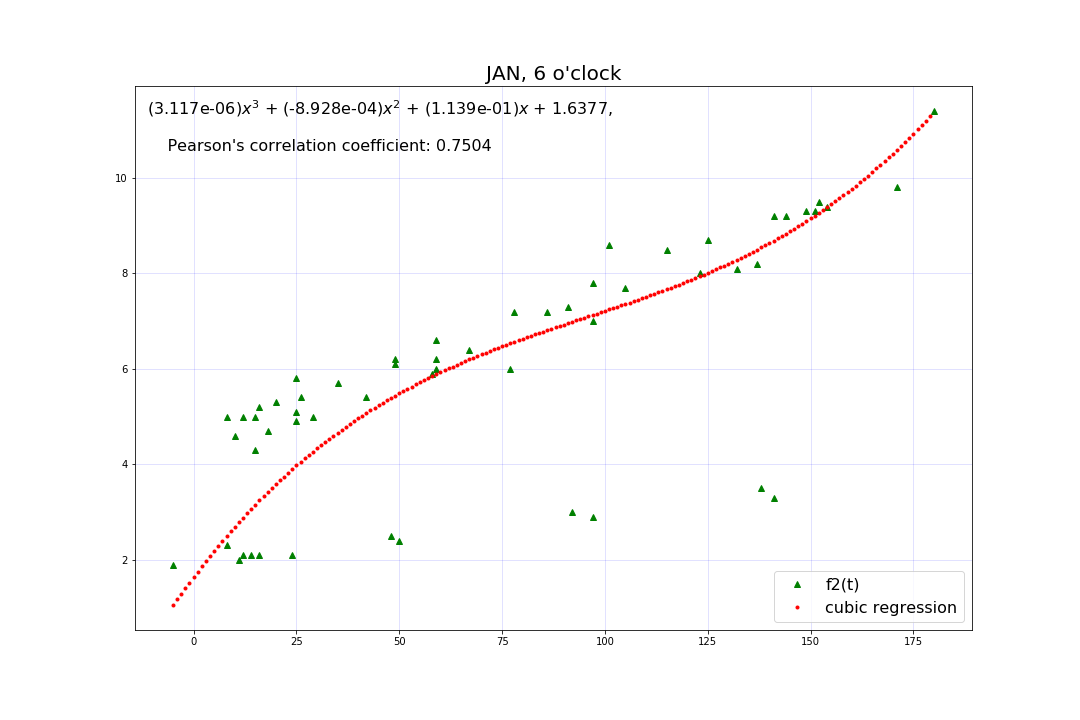 JAN, 6 o'clock
(3.117e-06)x³ + (-8.928e-04)x² + (1.139e-01)x + 1.6377,
Pearson's correlation coefficient: 0.7504
10
8
6
4
2
f2(t)
cubic regression
0 25 50 75 100 125 150 175